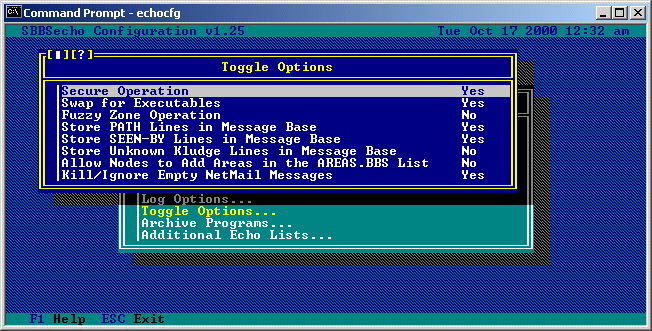 Command Prompt - echocfg
SBBSecho Configuration v1.25 Tue Oct 17 2000 12:32 am
[▮][?]
Toggle Options
Secure Operation Yes
Swap for Executables Yes
Fuzzy Zone Operation No
Store PATH Lines in Message Base Yes
Store SEEN-BY Lines in Message Base Yes
Store Unknown Kludge Lines in Message Base No
Allow Nodes to Add Areas in the AREAS.BBS List No
Kill/Ignore Empty NetMail Messages Yes
Log Options...
Toggle Options...
Archive Programs...
Additional Echo Lists...
F1 Help ESC Exit